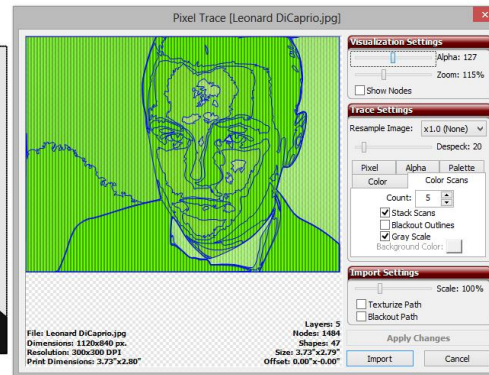 Pixel Trace [Leonard DiCaprio.jpg]
Visualization Settings
Alpha: 127
Zoom: 115%
Show Nodes
Trace Settings
Resample Image: x1.0 (None)
Despeck: 20
Pixel Alpha Palette
Color Color Scans
Count: 5
Stack Scans
Blackout Outlines
Gray Scale
Background Color:
Import Settings
Scale: 100%
Texturize Path
Blackout Path
Apply Changes
Import Cancel
Layers: 5
File: Leonard DiCaprio.jpg Nodes: 1484
Dimensions: 1120x840 px. Shapes: 47
Resolution: 300x300 DPI Size: 3.73"x2.79"
Print Dimensions: 3.73"x2.80" Offset: 0.00"x-0.00"